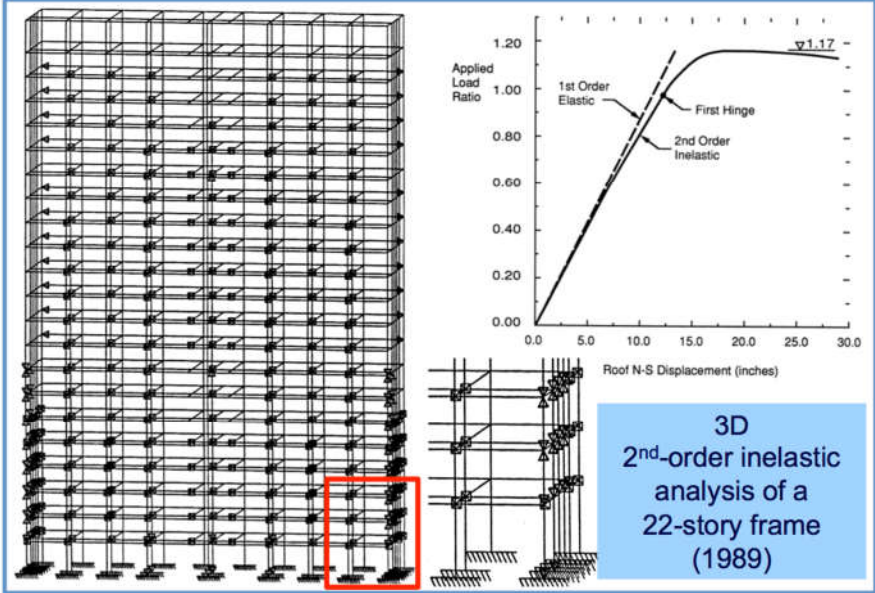 Applied
Load
Ratio
1.20
1.00
0.80
0.60
0.40
0.20
0.00
1st Order
Elastic
1.17
First Hinge
2nd Order
Inelastic
0.0
5.0
10.0
15.0
20.0
25.0
30.0
Roof N-S Displacement (inches)
3D
2nd-order inelastic
analysis of a
22-story frame
(1989)